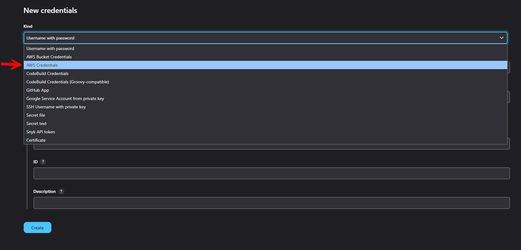 New credentials
Kind
Username with password
Username with password
AWS Bucket Credentials
AWS Credentials
CodeBuild Credentials
CodeBuild Credentials (Groovy-compatible)
GitHub App
Google Service Account from private key
SSH Username with private key
Secret file
Secret text
Snyk API token
Certificate
ID ?
Description ?
Create